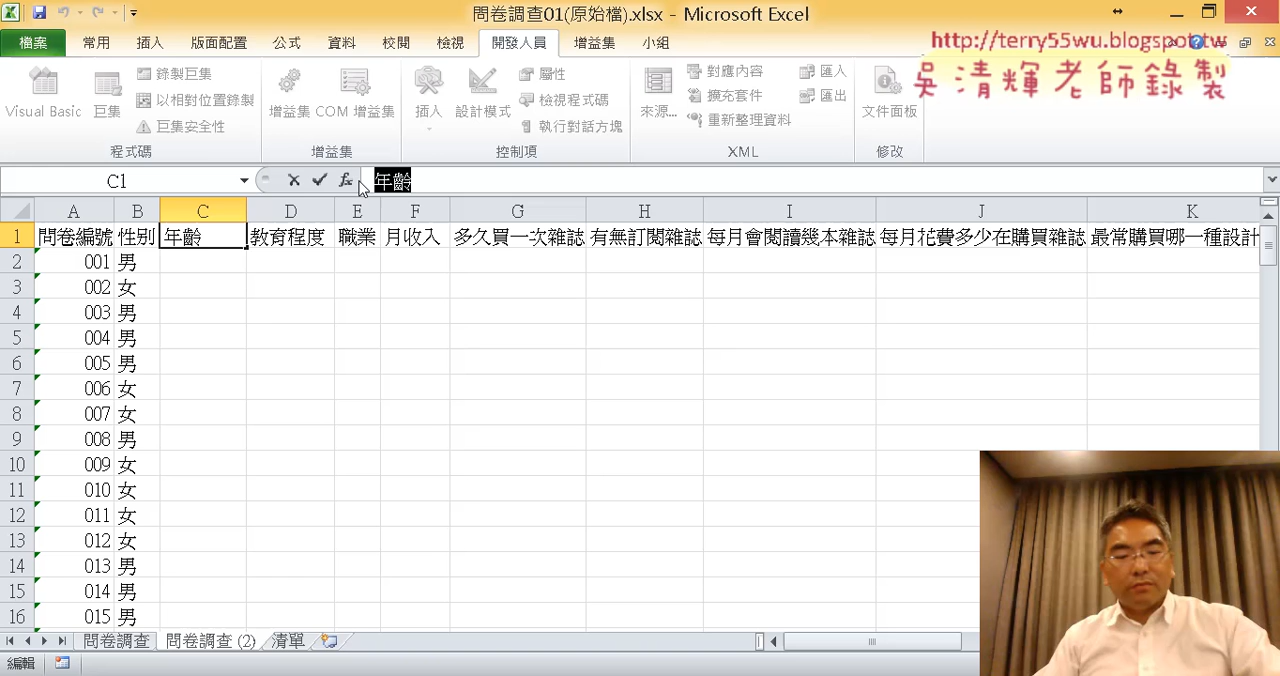 問卷調查01(原始檔).xlsx - Microsoft Excel
檔案 常用 插入 版面配置 公式 資料 校閱 檢視 開發人員 增益集 小組
http://terry55wu.blogspot.tw
吳清輝老師錄製
Visual Basic 巨集 錄製巨集 以相對位置錄製 巨集安全性
增益集 COM 增益集
插入 設計模式 屬性 檢視程式碼 執行對話方塊
來源... 對應內容 擴充套件 重新整理資料 匯入 匯出
文件面板
程式碼 增益集 控制項 XML 修改
C1 fx 年齡
A B C D E F G H I J K
1 問卷編號 性別 年齡 教育程度 職業 月收入 多久買一次雜誌 有無訂閱雜誌 每月會閱讀幾本雜誌 每月花費多少在購買雜誌 最常購買哪一種設計
2 001 男
3 002 女
4 003 男
5 004 男
6 005 男
7 006 女
8 007 女
9 008 男
10 009 女
11 010 女
12 011 女
13 012 女
14 013 男
15 014 男
16 015 男
問卷調查 問卷調查 (2) 清單
編輯